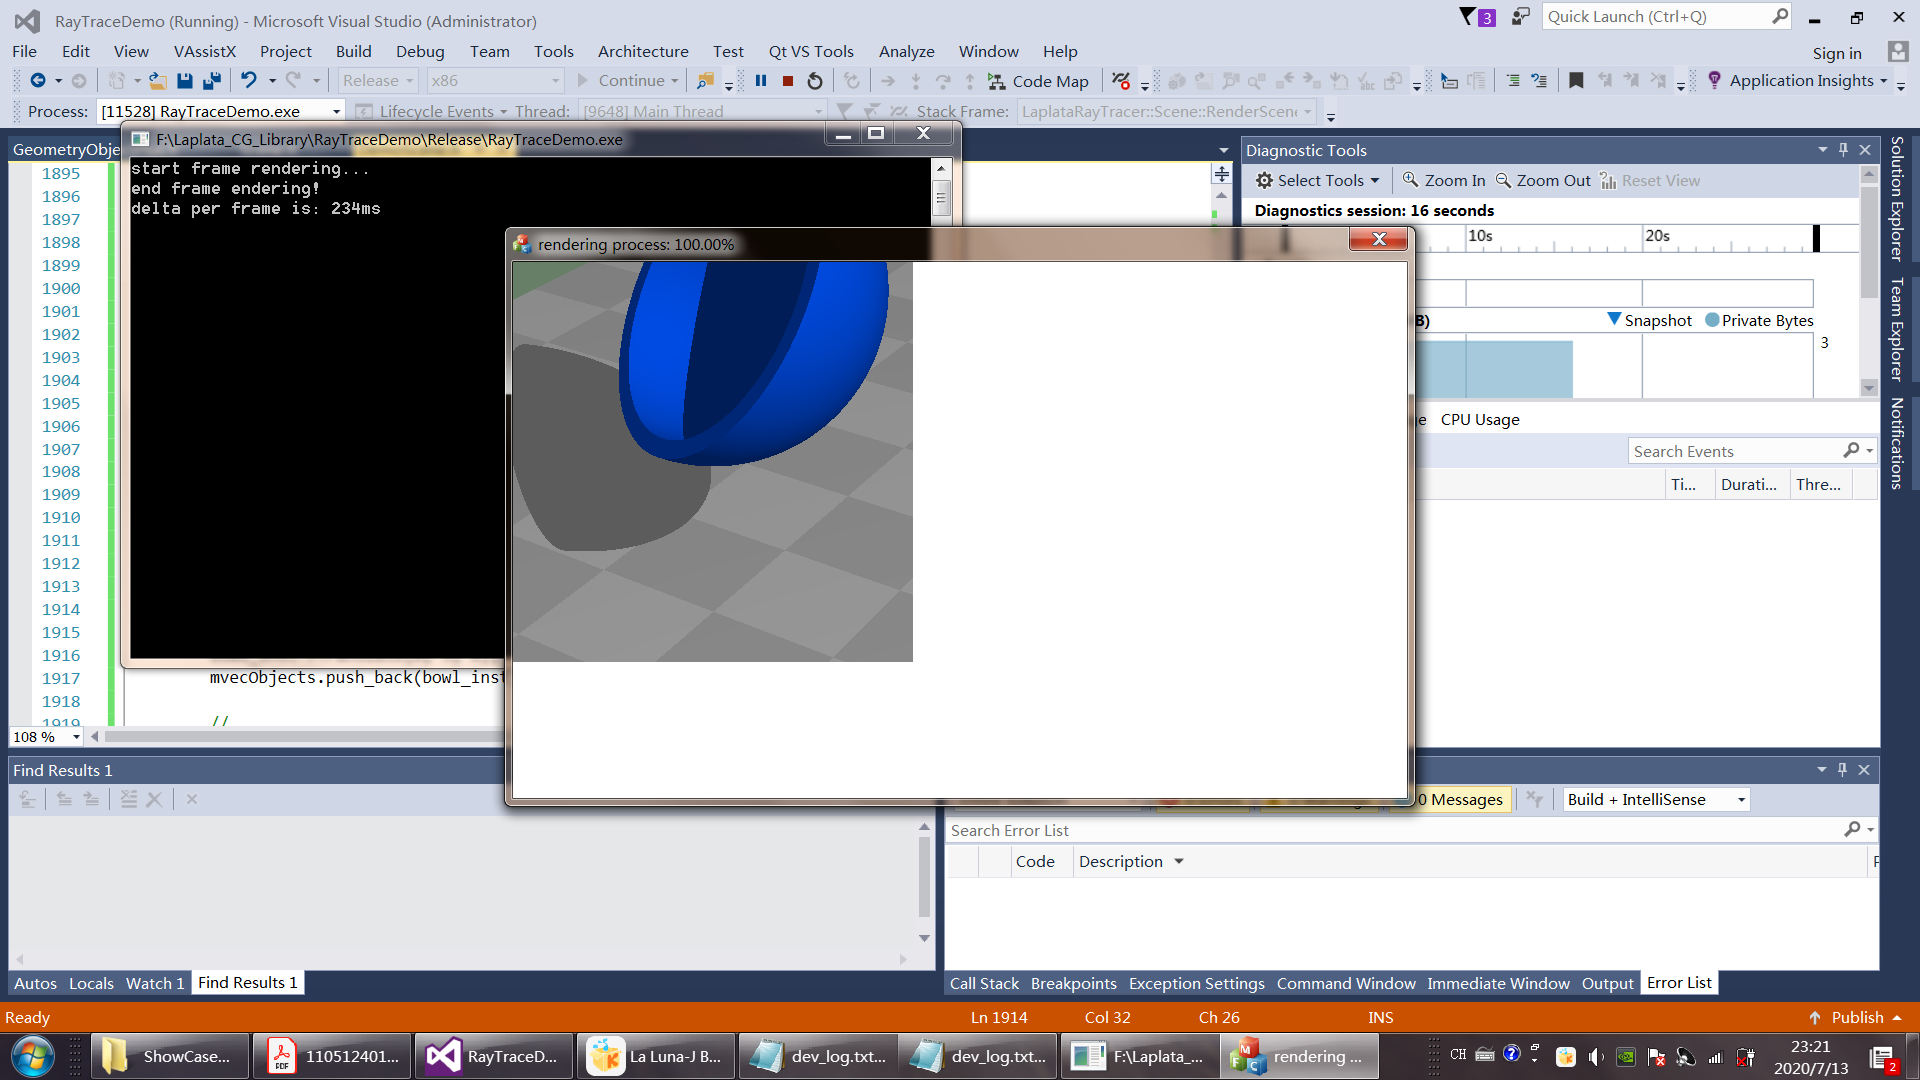 RayTraceDemo (Running) - Microsoft Visual Studio (Administrator)
3
Quick Launch (Ctrl+Q)
File Edit View VAssistX Project Build Debug Team Tools Architecture Test Qt VS Tools Analyze Window Help
Sign in
Release x86 Continue Code Map Application Insights
Process: [11528] RayTraceDemo.exe Lifecycle Events Thread: [9648] Main Thread Stack Frame: LaplataRayTracer::Scene::RenderScene
GeometryObje
F:\Laplata_CG_Library\RayTraceDemo\Release\RayTraceDemo.exe
start frame rendering...
end frame endering!
delta per frame is: 234ms
rendering process: 100.00%
1895
1896
1897
1898
1899
1900
1901
1902
1903
1904
1905
1906
1907
1908
1909
1910
1911
1912
1913
1914
1915
1916
1917 mvecObjects.push_back(bowl_inst
1918
1919 //
108 %
Diagnostic Tools
Select Tools Zoom In Zoom Out Reset View
Diagnostics session: 16 seconds
10s 20s
B) Snapshot Private Bytes
3
ge CPU Usage
Search Events
Ti... Durati... Thre...
Solution Explorer
Team Explorer
Notifications
Find Results 1
0 Messages Build + IntelliSense
Search Error List
Code Description
Autos Locals Watch 1 Find Results 1
Call Stack Breakpoints Exception Settings Command Window Immediate Window Output Error List
Ready Ln 1914 Col 32 Ch 26 INS Publish
ShowCase... 110512401... RayTraceD... La Luna-J B... dev_log.txt... dev_log.txt... F:\Laplata_... rendering ...
CH
23:21
2020/7/13
2